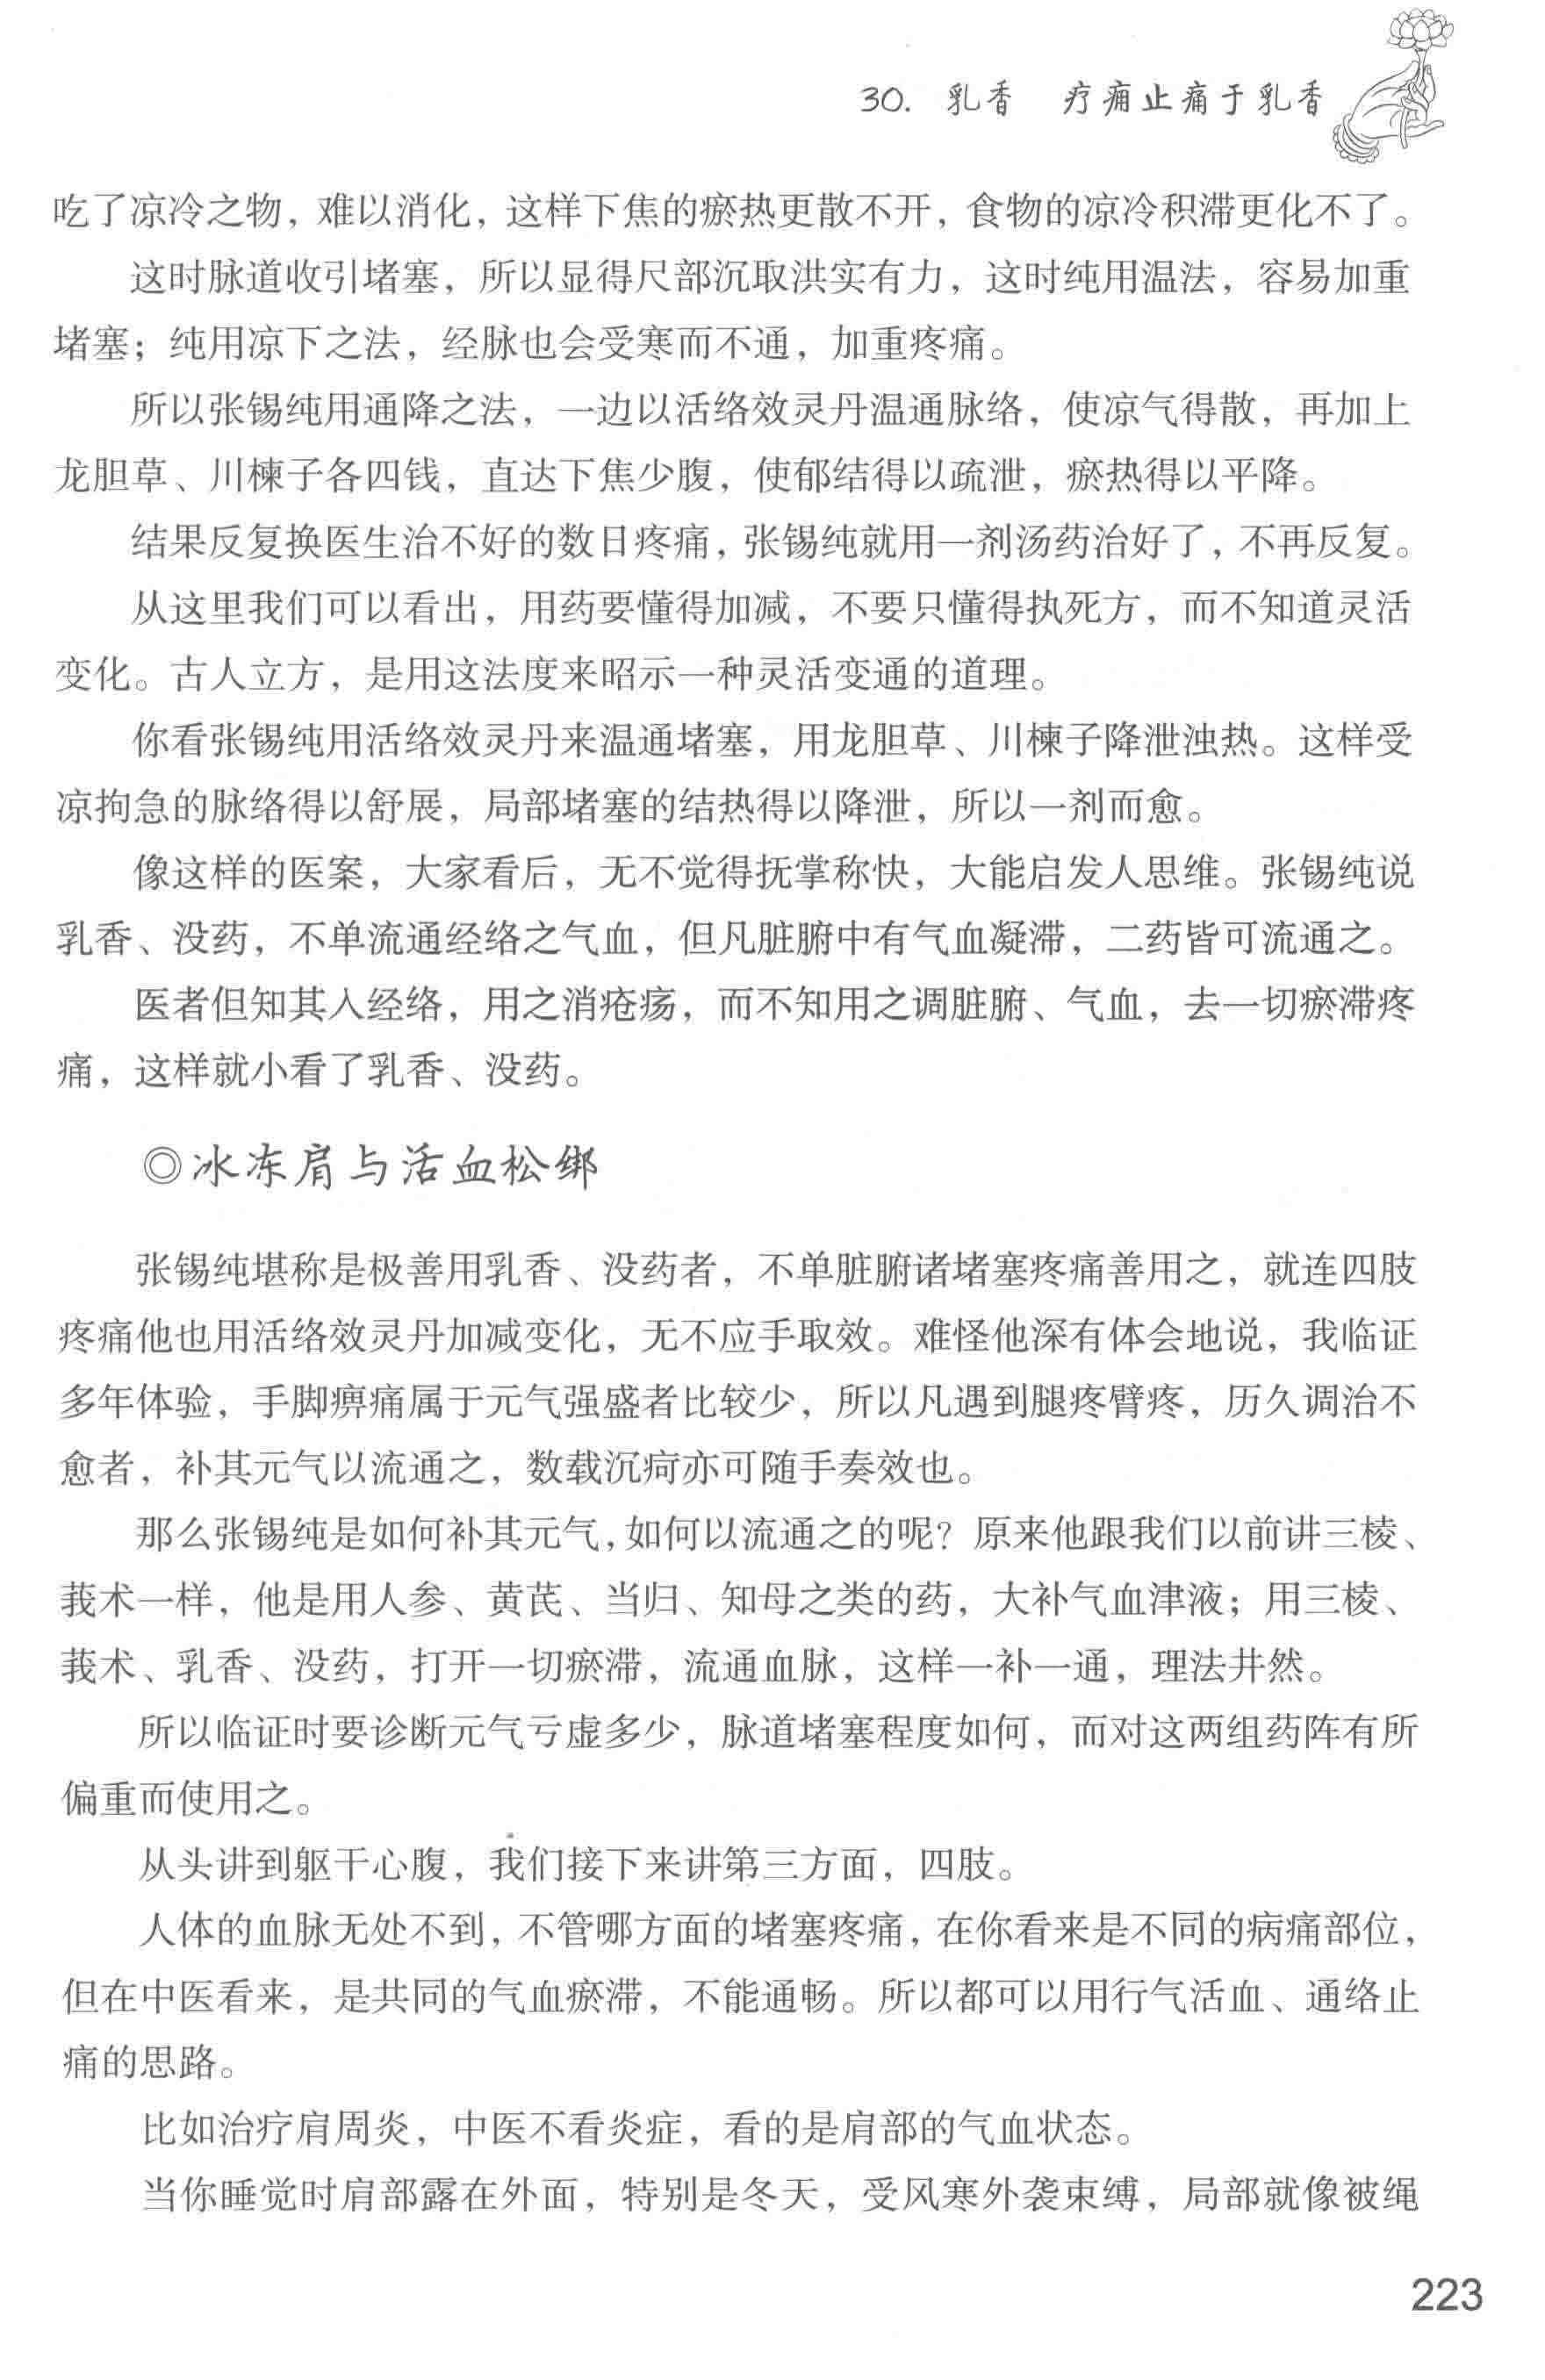 30. 乳香　疗痈止痛于乳香
吃了凉冷之物，难以消化，这样下焦的瘀热更散不开，食物的凉冷积滞更化不了。
这时脉道收引堵塞，所以显得尺部沉取洪实有力，这时纯用温法，容易加重
堵塞；纯用凉下之法，经脉也会受寒而不通，加重疼痛。
所以张锡纯用通降之法，一边以活络效灵丹温通脉络，使凉气得散，再加上
龙胆草、川楝子各四钱，直达下焦少腹，使郁结得以疏泄，瘀热得以平降。
结果反复换医生治不好的数日疼痛，张锡纯就用一剂汤药治好了，不再反复。
从这里我们可以看出，用药要懂得加减，不要只懂得执死方，而不知道灵活
变化。古人立方，是用这法度来昭示一种灵活变通的道理。
你看张锡纯用活络效灵丹来温通堵塞，用龙胆草、川楝子降泄浊热。这样受
凉拘急的脉络得以舒展，局部堵塞的结热得以降泄，所以一剂而愈。
像这样的医案，大家看后，无不觉得抚掌称快，大能启发人思维。张锡纯说
乳香、没药，不单流通经络之气血，但凡脏腑中有气血凝滞，二药皆可流通之。
医者但知其入经络，用之消疮疡，而不知用之调脏腑、气血，去一切瘀滞疼
痛，这样就小看了乳香、没药。
◎冰冻肩与活血松绑
张锡纯堪称是极善用乳香、没药者，不单脏腑诸堵塞疼痛善用之，就连四肢
疼痛他也用活络效灵丹加减变化，无不应手取效。难怪他深有体会地说，我临证
多年体验，手脚痹痛属于元气强盛者比较少，所以凡遇到腿疼臂疼，历久调治不
愈者，补其元气以流通之，数载沉疴亦可随手奏效也。
那么张锡纯是如何补其元气，如何以流通之的呢？原来他跟我们以前讲三棱、
莪术一样，他是用人参、黄芪、当归、知母之类的药，大补气血津液；用三棱、
莪术、乳香、没药，打开一切瘀滞，流通血脉，这样一补一通，理法井然。
所以临证时要诊断元气亏虚多少，脉道堵塞程度如何，而对这两组药阵有所
偏重而使用之。
从头讲到躯干心腹，我们接下来讲第三方面，四肢。
人体的血脉无处不到，不管哪方面的堵塞疼痛，在你看来是不同的病痛部位，
但在中医看来，是共同的气血瘀滞，不能通畅。所以都可以用行气活血、通络止
痛的思路。
比如治疗肩周炎，中医不看炎症，看的是肩部的气血状态。
当你睡觉时肩部露在外面，特别是冬天，受风寒外袭束缚，局部就像被绳
223